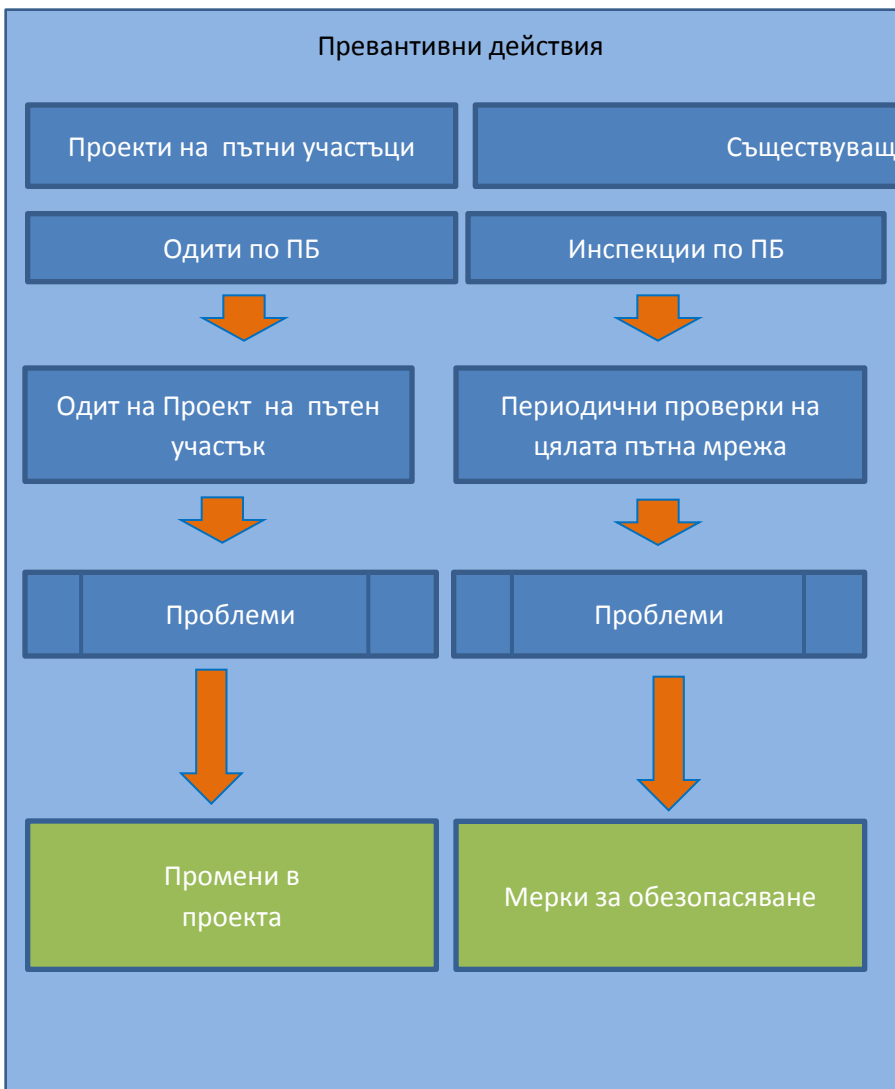 Превантивни действия
Проекти на пътни участъци
Съществуващ
Одити по ПБ
Инспекции по ПБ
Одит на Проект на пътен
участък
Периодични проверки на
цялата пътна мрежа
Проблеми
Проблеми
Промени в
проекта
Мерки за обезопасяване